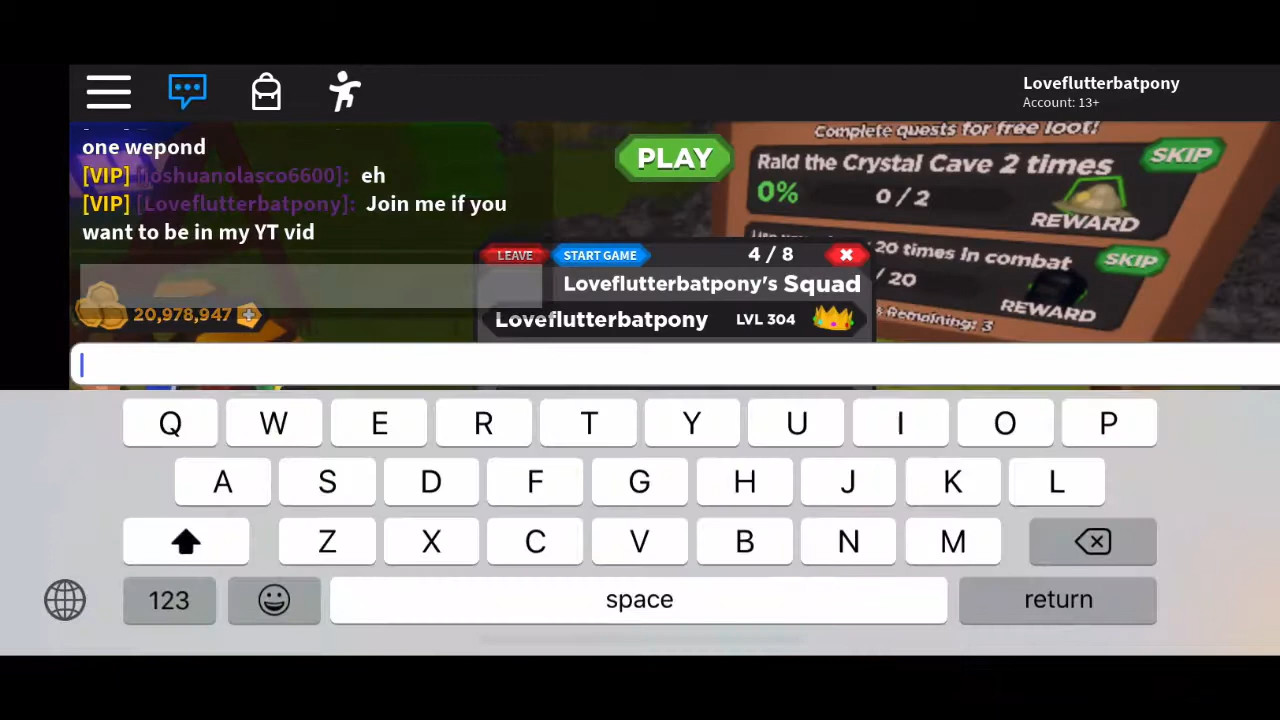 Loveflutterbatpony
Account: 13+
one wepond
[VIP] [joshuanolasco6600]: eh
[VIP] [Loveflutterbatpony]: Join me if you
want to be in my YT vid
20,978,947
PLAY
Complete quests for free loot!
Raid the Crystal Cave 2 times
SKIP
0%
0 / 2
REWARD
20 times in combat
SKIP
/ 20
REWARD
Remaining: 3
LEAVE
START GAME
4 / 8
Loveflutterbatpony's Squad
Loveflutterbatpony LVL 304
Q W E R T Y U I O P
A S D F G H J K L
Z X C V B N M
123 space return